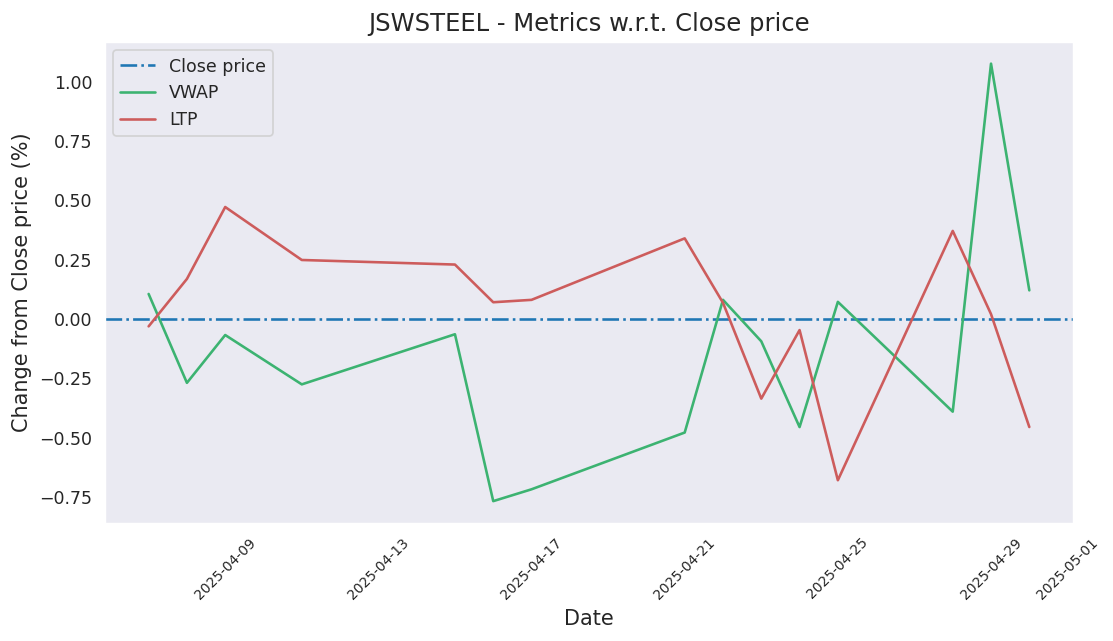 JSWSTEEL - Metrics w.r.t. Close price
Close price
VWAP
LTP
Change from Close price (%)
1.00
0.75
0.50
0.25
0.00
−0.25
−0.50
−0.75
2025-04-09
2025-04-13
2025-04-17
2025-04-21
2025-04-25
2025-04-29
2025-05-01
Date